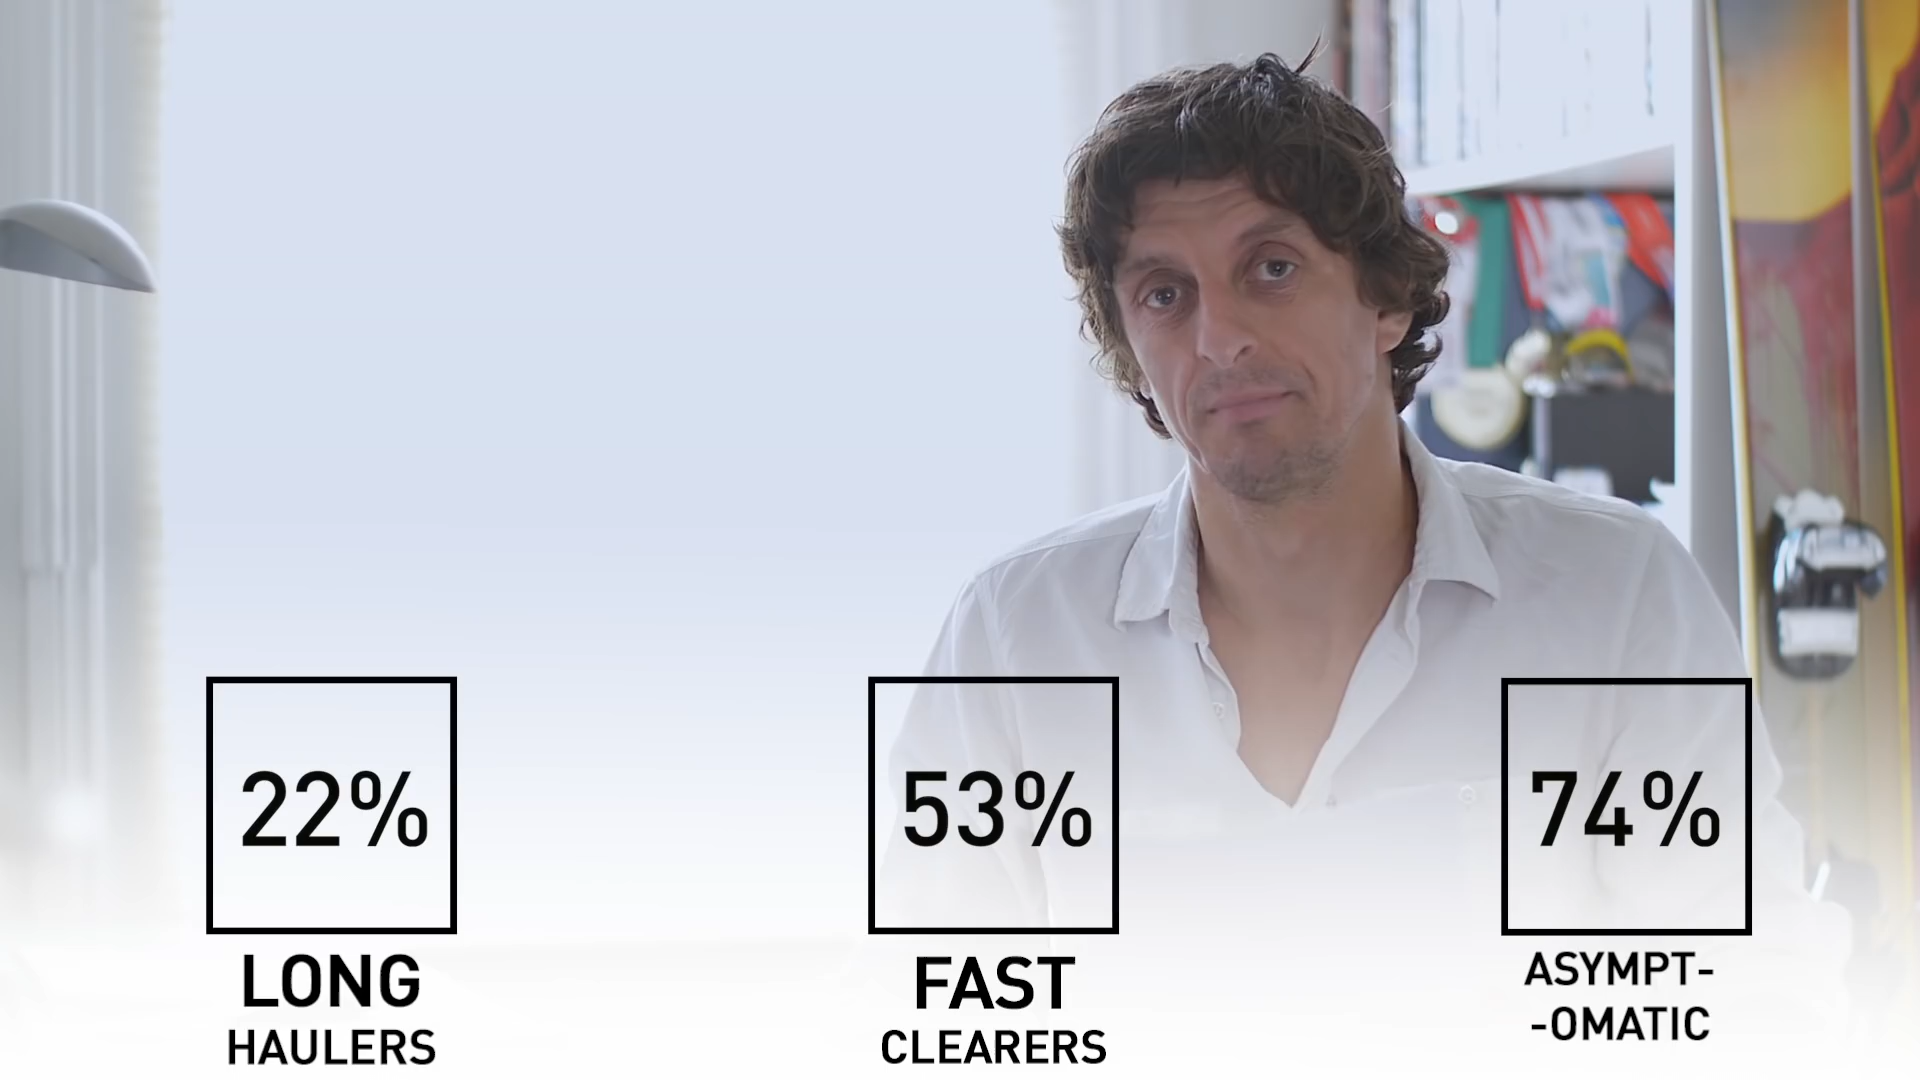 22%
LONG
HAULERS
53%
FAST
CLEARERS
74%
ASYMPT-
-OMATIC